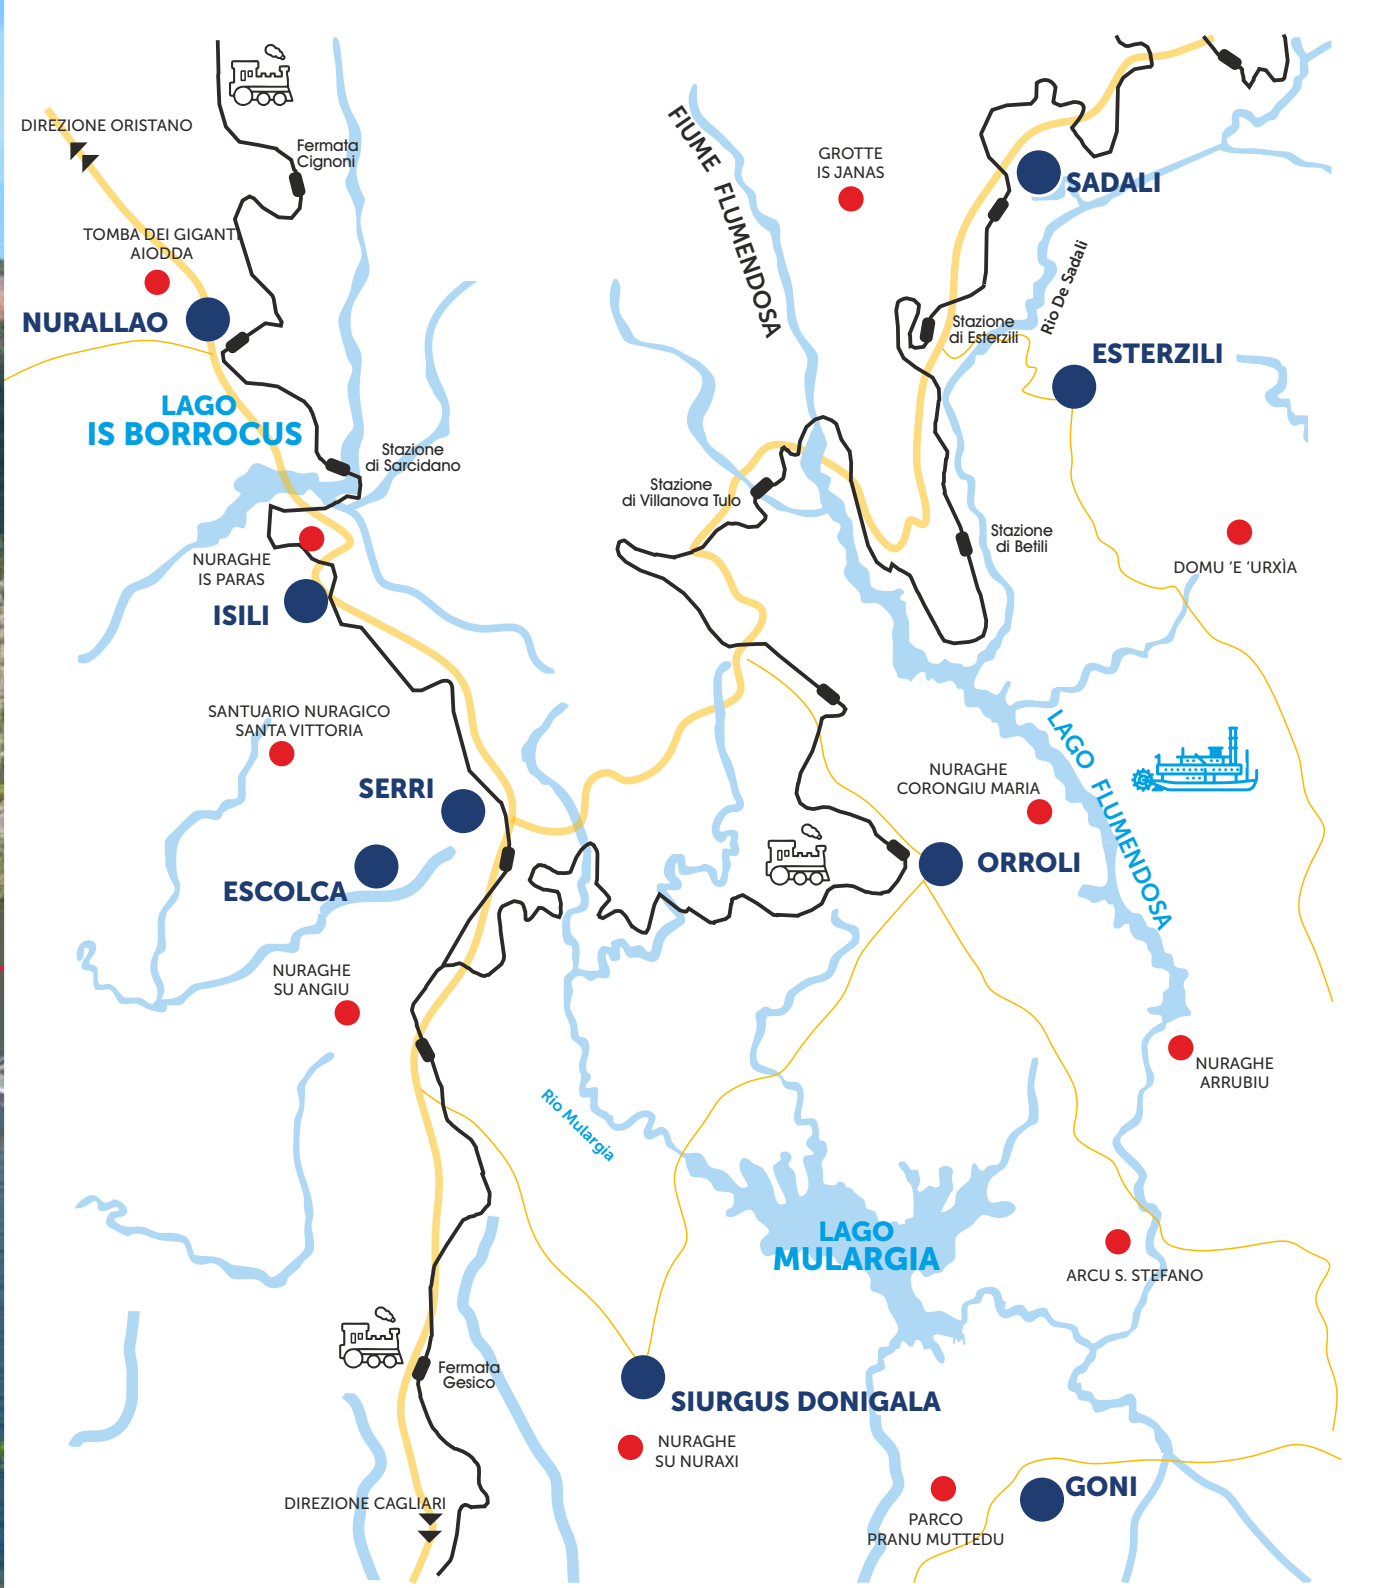 DIREZIONE ORISTANO
Fermata
Cignoni
FIUME FLUMENDOSA
GROTTE
IS JANAS
SADALI
TOMBA DEI GIGANTI
AIODDA
NURALLAO
Rio De Sadali
Stazione
di Esterzili
ESTERZILI
LAGO
IS BORROCUS
Stazione
di Sarcidano
Stazione
di Villanova Tulo
Stazione
di Betili
DOMU ‘E ‘URXÌA
NURAGHE
IS PARAS
ISILI
SANTUARIO NURAGICO
SANTA VITTORIA
LAGO FLUMENDOSA
SERRI
NURAGHE
CORONGIU MARIA
ORROLI
ESCOLCA
NURAGHE
SU ANGIU
NURAGHE
ARRUBIU
Rio Mulargia
LAGO
MULARGIA
ARCU S. STEFANO
Fermata
Gesico
SIURGUS DONIGALA
NURAGHE
SU NURAXI
DIREZIONE CAGLIARI
GONI
PARCO
PRANU MUTTEDU